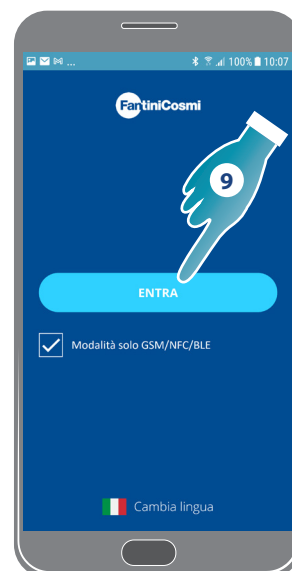 ... 100% 10:07
FantiniCosmi
9
ENTRA
Modalità solo GSM/NFC/BLE
Cambia lingua